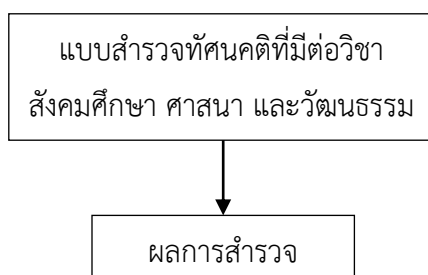 แบบสำรวจทัศนคติที่มีต่อวิชา
สังคมศึกษา ศาสนา และวัฒนธรรม
ผลการสำรวจ